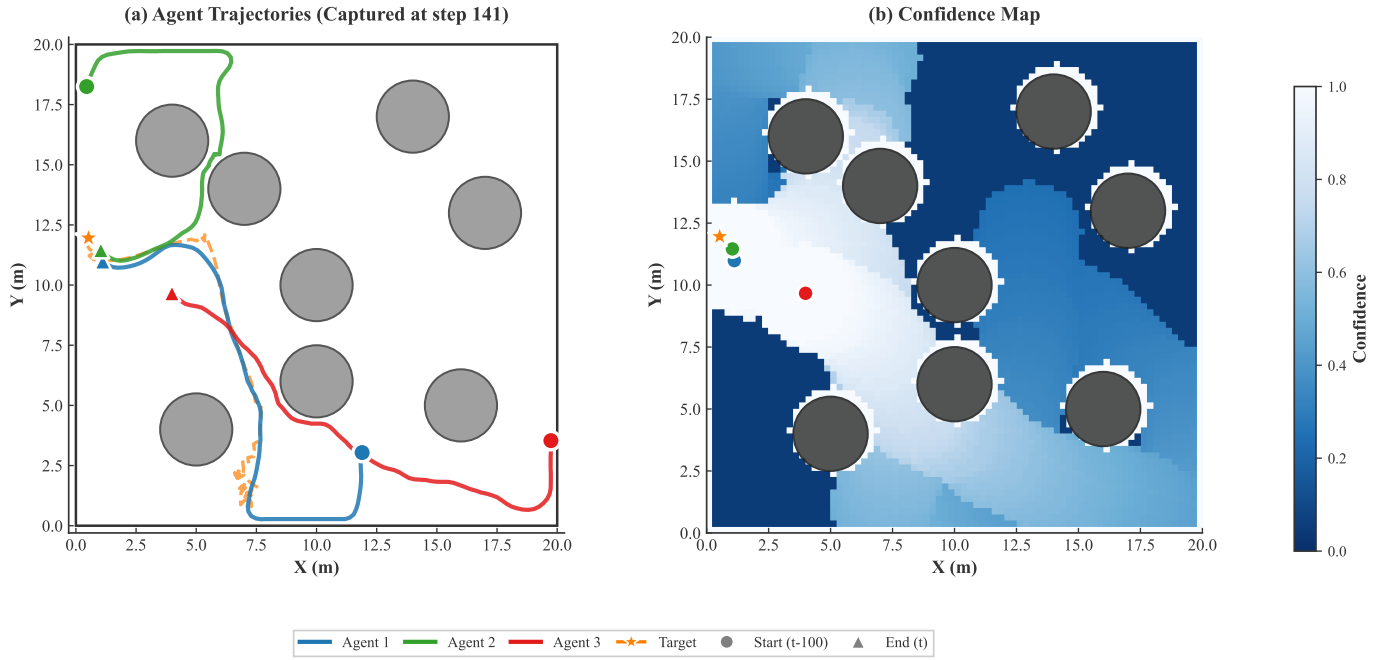 (a) Agent Trajectories (Captured at step 141)
20.0
17.5
15.0
12.5
10.0
7.5
5.0
2.5
0.0
Y (m)
0.0 2.5 5.0 7.5 10.0 12.5 15.0 17.5 20.0
X (m)
(b) Confidence Map
20.0
17.5
15.0
12.5
10.0
7.5
5.0
2.5
0.0
Y (m)
0.0 2.5 5.0 7.5 10.0 12.5 15.0 17.5 20.0
X (m)
1.0
0.8
0.6
0.4
0.2
0.0
Confidence
Agent 1 Agent 2 Agent 3 Target Start (t-100) End (t)